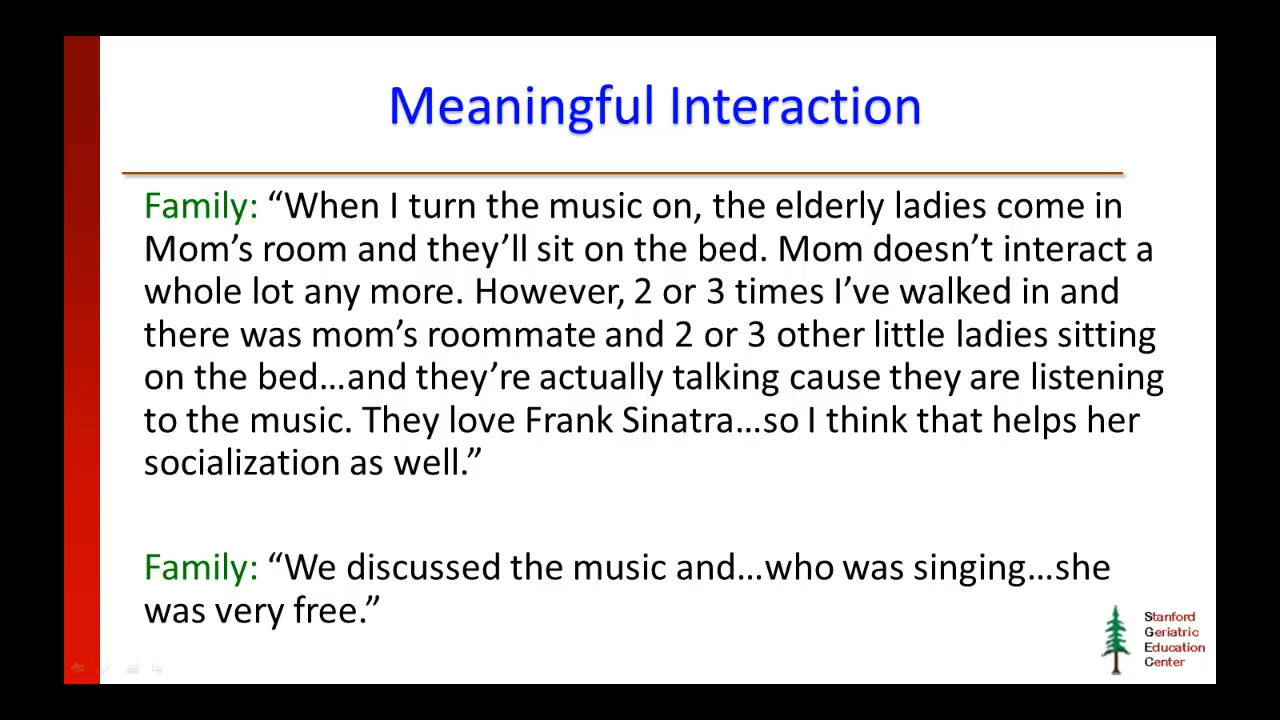 Meaningful Interaction
Family: “When I turn the music on, the elderly ladies come in
Mom’s room and they’ll sit on the bed. Mom doesn’t interact a
whole lot any more. However, 2 or 3 times I’ve walked in and
there was mom’s roommate and 2 or 3 other little ladies sitting
on the bed…and they’re actually talking cause they are listening
to the music. They love Frank Sinatra…so I think that helps her
socialization as well.”
Family: “We discussed the music and…who was singing…she
was very free.”
Stanford
Geriatric
Education
Center